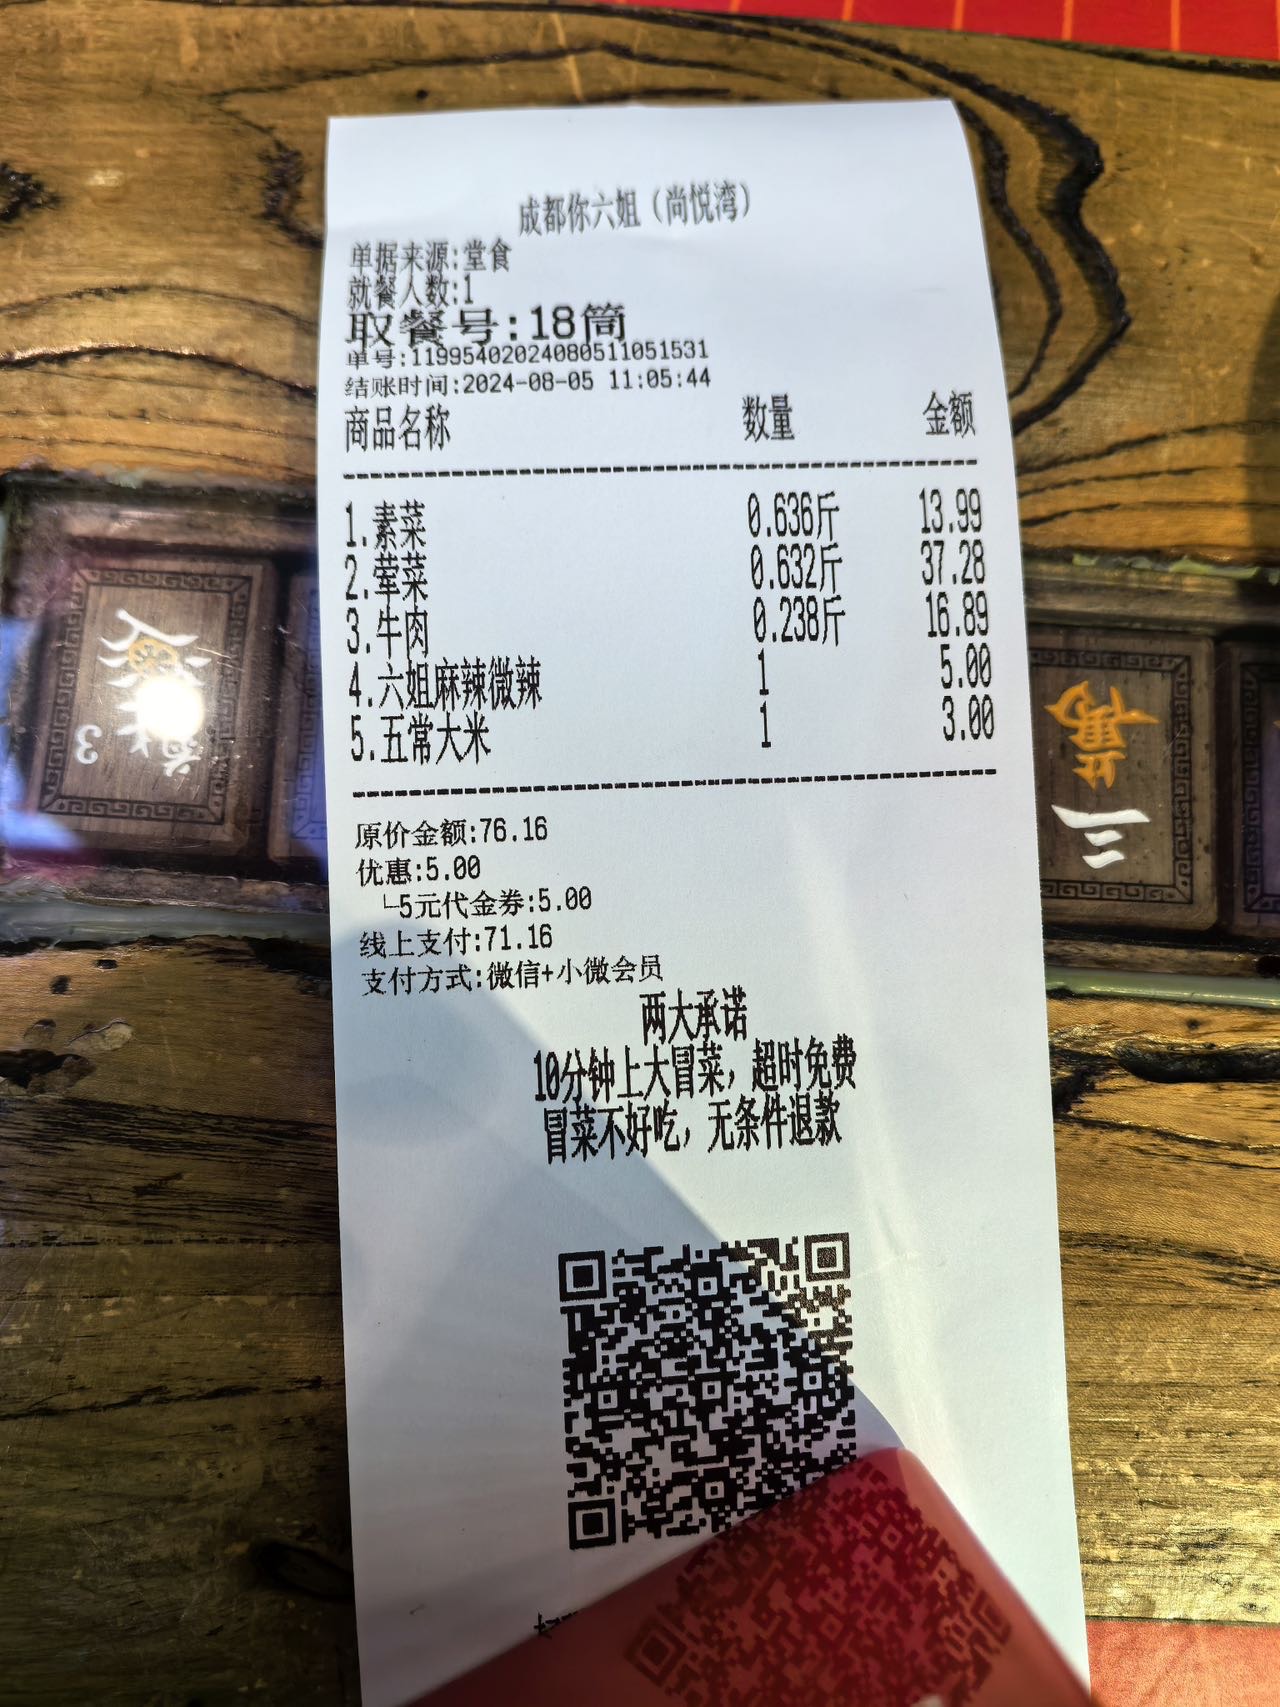 成都你六姐（尚悦湾）
单据来源:堂食
就餐人数:1
取餐号:18筒
单号:11995402024080511051531
结账时间:2024-08-05 11:05:44
商品名称 数量 金额
1.素菜 0.636斤 13.99
2.荤菜 0.632斤 37.28
3.牛肉 0.238斤 16.89
4.六姐麻辣微辣 1 5.00
5.五常大米 1 3.00
原价金额:76.16
优惠:5.00
└5元代金券:5.00
线上支付:71.16
支付方式:微信+小微会员
两大承诺
10分钟上大冒菜，超时免费
冒菜不好吃，无条件退款
3
三萬